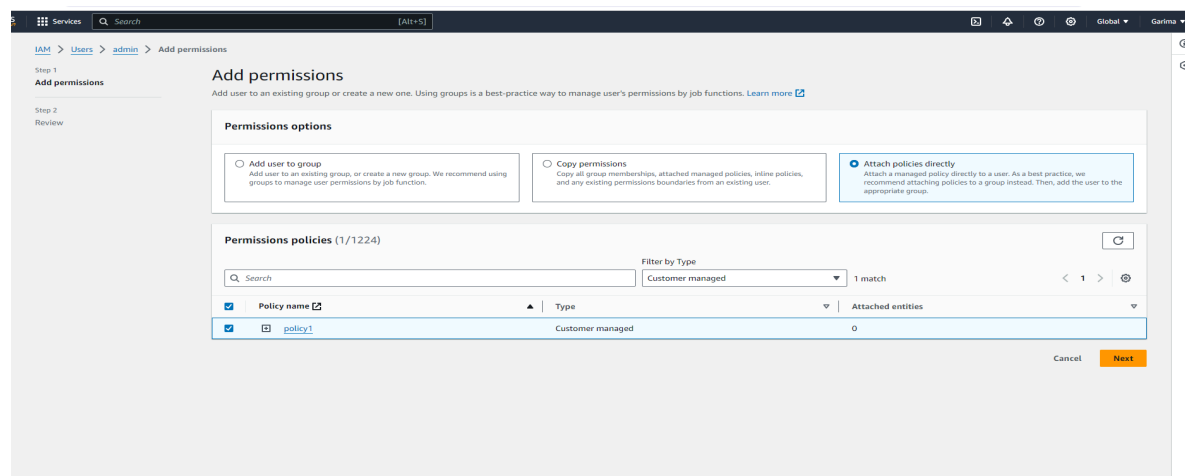 Services
Search
[Alt+S]
Global
Garima
IAM > Users > admin > Add permissions
Step 1
Add permissions
Step 2
Review
Add permissions
Add user to an existing group or create a new one. Using groups is a best-practice way to manage user's permissions by job functions. Learn more
Permissions options
Add user to group
Add user to an existing group, or create a new group. We recommend using
groups to manage user permissions by job function.
Copy permissions
Copy all group memberships, attached managed policies, inline policies,
and any existing permissions boundaries from an existing user.
Attach policies directly
Attach a managed policy directly to a user. As a best practice, we
recommend attaching policies to a group instead. Then, add the user to the
appropriate group.
Permissions policies (1/1224)
Filter by Type
Search
Customer managed
1 match
< 1 >
Policy name
Type
Attached entities
policy1
Customer managed
0
Cancel
Next